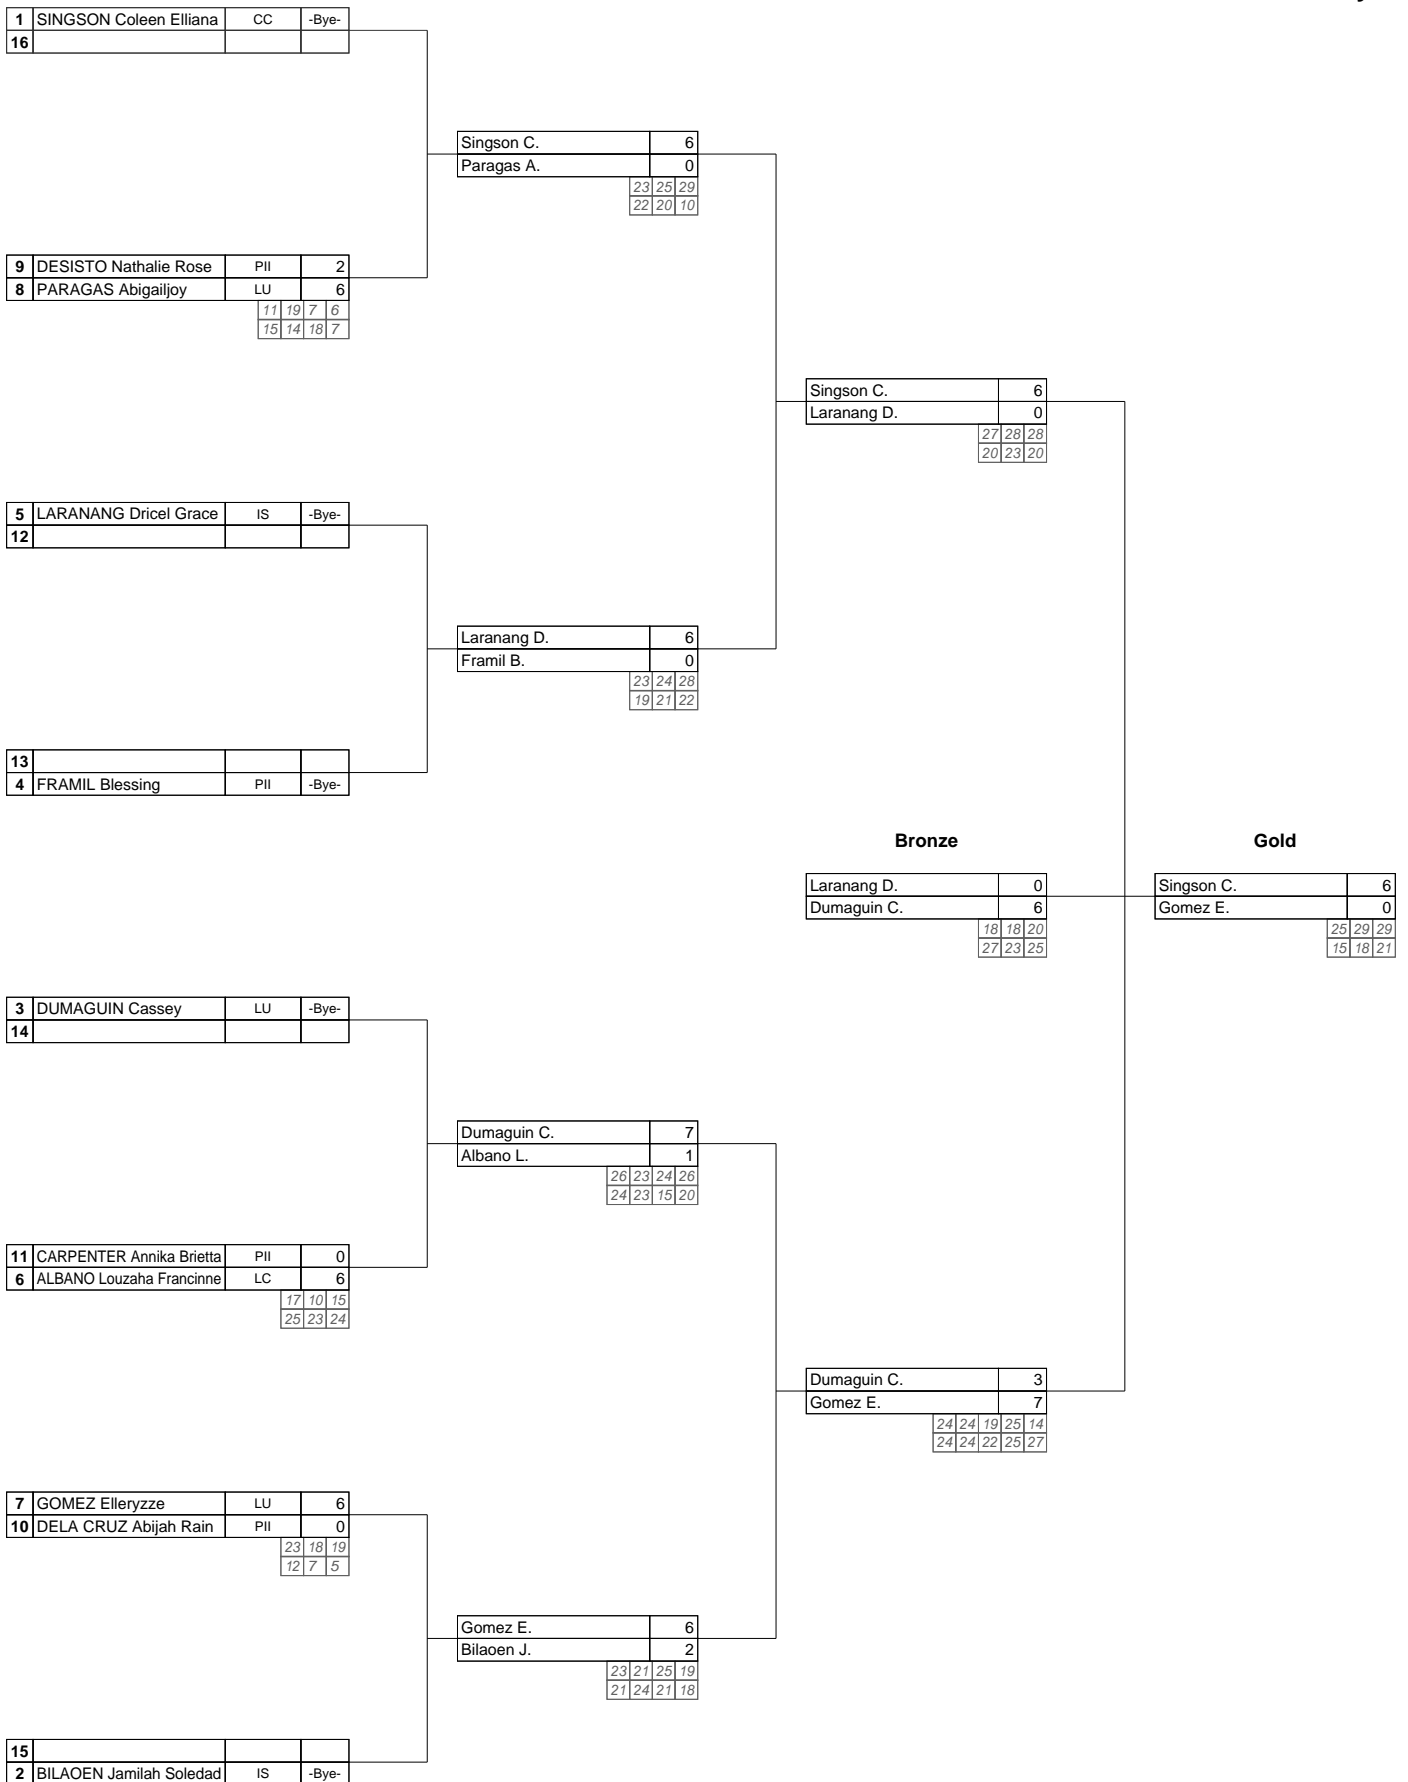 1 SINGSON Coleen Elliana CC -Bye-
16
Singson C. 6
Paragas A. 0
23 25 29
22 20 10
9 DESISTO Nathalie Rose PII 2
8 PARAGAS Abigailjoy LU 6
11 19 7 6
15 14 18 7
Singson C. 6
Laranang D. 0
27 28 28
20 23 20
5 LARANANG Dricel Grace IS -Bye-
12
Laranang D. 6
Framil B. 0
23 24 28
19 21 22
13
4 FRAMIL Blessing PII -Bye-
Bronze Gold
Laranang D. 0 Singson C. 6
Dumaguin C. 6 Gomez E. 0
18 18 20 25 29 29
27 23 25 15 18 21
3 DUMAGUIN Cassey LU -Bye-
14
Dumaguin C. 7
Albano L. 1
26 23 24 26
24 23 15 20
11 CARPENTER Annika Brietta PII 0
6 ALBANO Louzaha Francinne LC 6
17 10 15
25 23 24
Dumaguin C. 3
Gomez E. 7
24 24 19 25 14
24 24 22 25 27
7 GOMEZ Elleryzze LU 6
10 DELA CRUZ Abijah Rain PII 0
23 18 19
12 7 5
Gomez E. 6
Bilaoen J. 2
23 21 25 19
21 24 21 18
15
2 BILAOEN Jamilah Soledad IS -Bye-